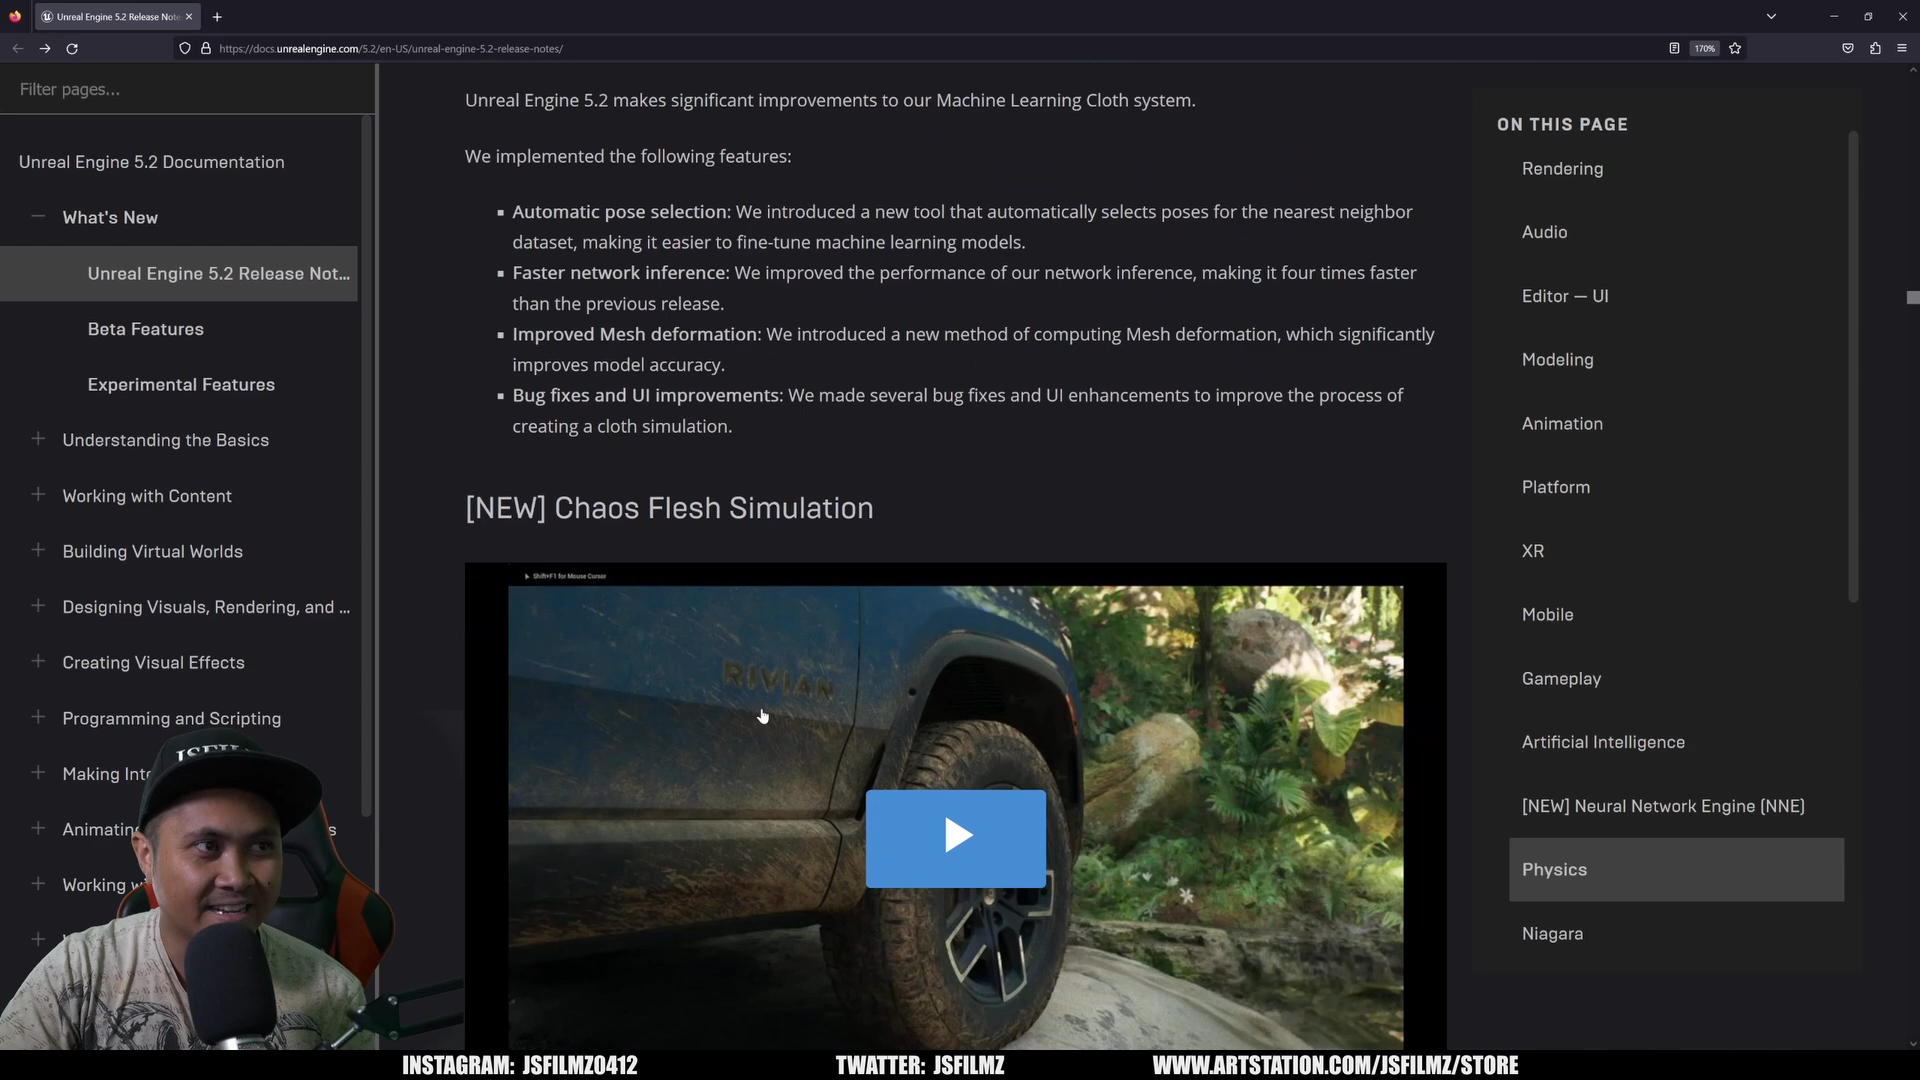 Unreal Engine 5.2 Release Note
https://docs.unrealengine.com/5.2/en-US/unreal-engine-5.2-release-notes/
170%
Filter pages...
Unreal Engine 5.2 Documentation
What's New
Unreal Engine 5.2 Release Not...
Beta Features
Experimental Features
Understanding the Basics
Working with Content
Building Virtual Worlds
Designing Visuals, Rendering, and ...
Creating Visual Effects
Programming and Scripting
Making Inte
Animating s
Working wi
Unreal Engine 5.2 makes significant improvements to our Machine Learning Cloth system.
We implemented the following features:
▪ Automatic pose selection: We introduced a new tool that automatically selects poses for the nearest neighbor
dataset, making it easier to fine-tune machine learning models.
▪ Faster network inference: We improved the performance of our network inference, making it four times faster
than the previous release.
▪ Improved Mesh deformation: We introduced a new method of computing Mesh deformation, which significantly
improves model accuracy.
▪ Bug fixes and UI improvements: We made several bug fixes and UI enhancements to improve the process of
creating a cloth simulation.
[NEW] Chaos Flesh Simulation
Shift+F1 for Mouse Cursor
RIVIAN
ON THIS PAGE
Rendering
Audio
Editor — UI
Modeling
Animation
Platform
XR
Mobile
Gameplay
Artificial Intelligence
[NEW] Neural Network Engine (NNE)
Physics
Niagara
JSFILM
INSTAGRAM: JSFILMZ0412
TWATTER: JSFILMZ
WWW.ARTSTATION.COM/JSFILMZ/STORE